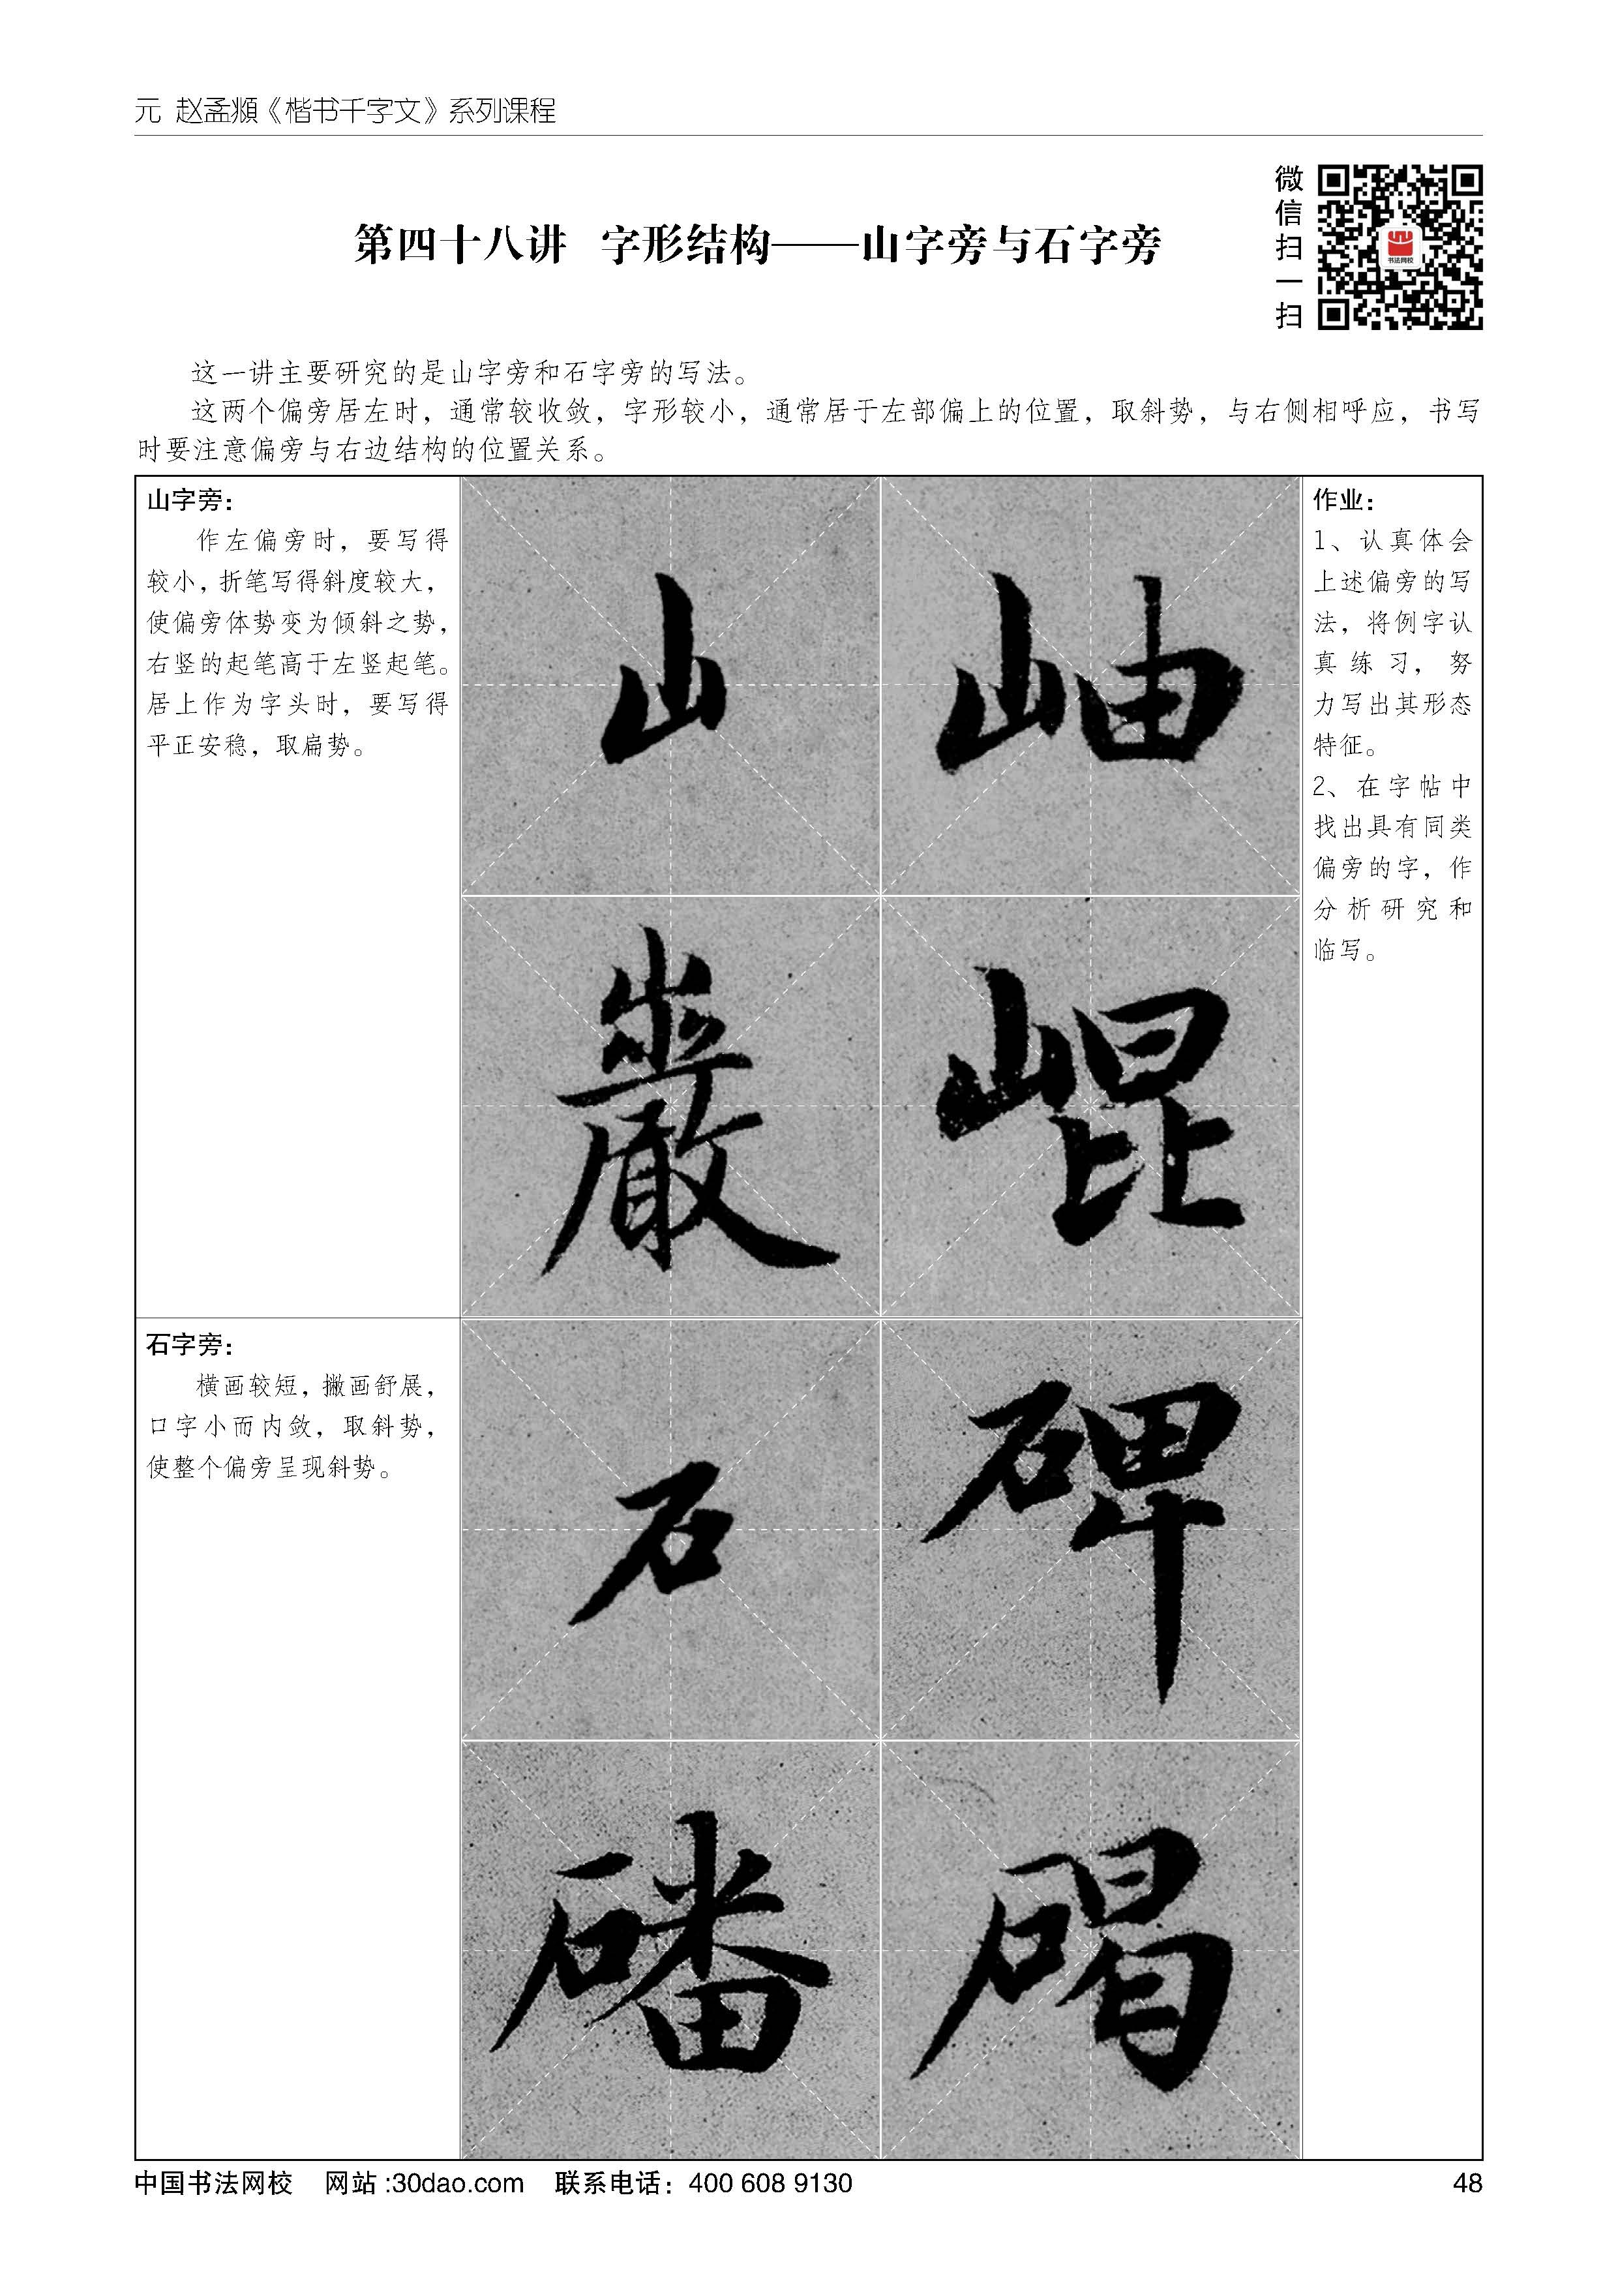 元 赵孟頫《楷书千字文》系列课程
微信扫一扫
书法网校
第四十八讲 字形结构——山字旁与石字旁
这一讲主要研究的是山字旁和石字旁的写法。
这两个偏旁居左时，通常较收敛，字形较小，通常居于左部偏上的位置，取斜势，与右侧相呼应，书写
时要注意偏旁与右边结构的位置关系。
山字旁：
作左偏旁时，要写得
较小，折笔写得斜度较大，
使偏旁体势变为倾斜之势，
右竖的起笔高于左竖起笔。
居上作为字头时，要写得
平正安稳，取扁势。
山 岫
巖 崐
石字旁：
横画较短，撇画舒展，
口字小而内敛，取斜势，
使整个偏旁呈现斜势。
石 碑
磻 碣
作业：
1、认真体会
上述偏旁的写
法，将例字认
真练习，努
力写出其形态
特征。
2、在字帖中
找出具有同类
偏旁的字，作
分析研究和
临写。
中国书法网校 网站:30dao.com 联系电话：400 608 9130 48